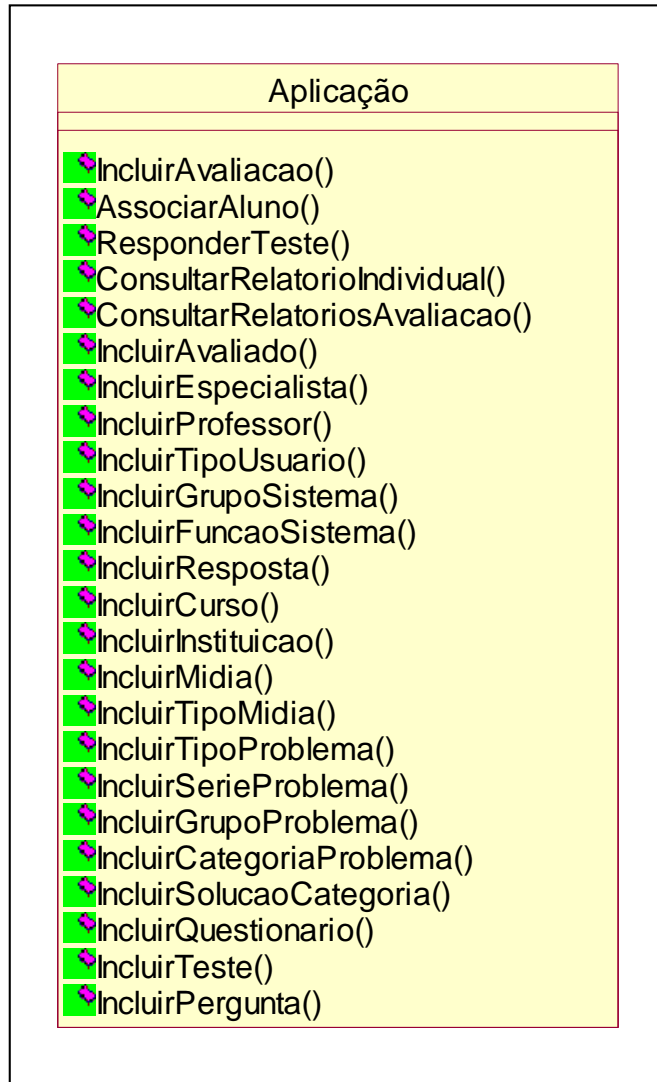 Aplicação
IncluirAvaliacao()
AssociarAluno()
ResponderTeste()
ConsultarRelatorioIndividual()
ConsultarRelatoriosAvaliacao()
IncluirAvaliado()
IncluirEspecialista()
IncluirProfessor()
IncluirTipoUsuario()
IncluirGrupoSistema()
IncluirFuncaoSistema()
IncluirResposta()
IncluirCurso()
IncluirInstituicao()
IncluirMidia()
IncluirTipoMidia()
IncluirTipoProblema()
IncluirSerieProblema()
IncluirGrupoProblema()
IncluirCategoriaProblema()
IncluirSolucaoCategoria()
IncluirQuestionario()
IncluirTeste()
IncluirPergunta()